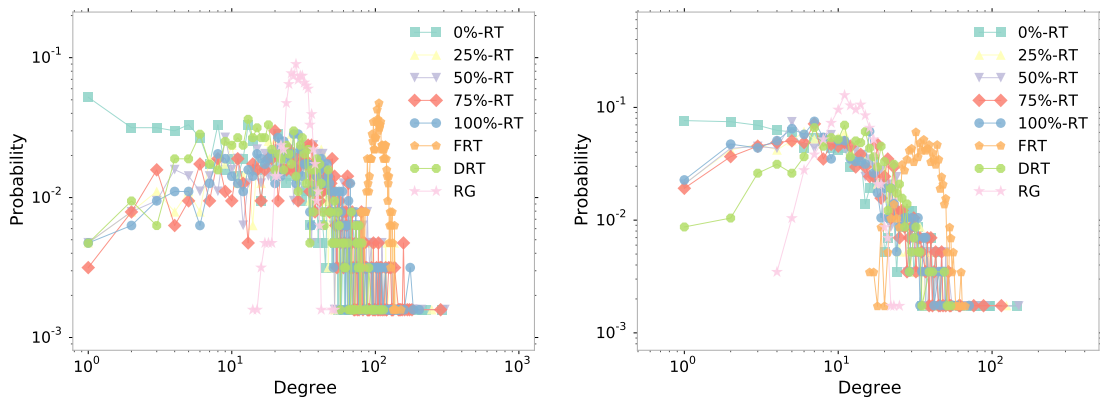 0%-RT
25%-RT
50%-RT
75%-RT
100%-RT
FRT
DRT
RG
Probability
10⁻¹
10⁻²
10⁻³
10⁰
10¹
10²
10³
Degree
0%-RT
25%-RT
50%-RT
75%-RT
100%-RT
FRT
DRT
RG
Probability
10⁻¹
10⁻²
10⁻³
10⁰
10¹
10²
Degree